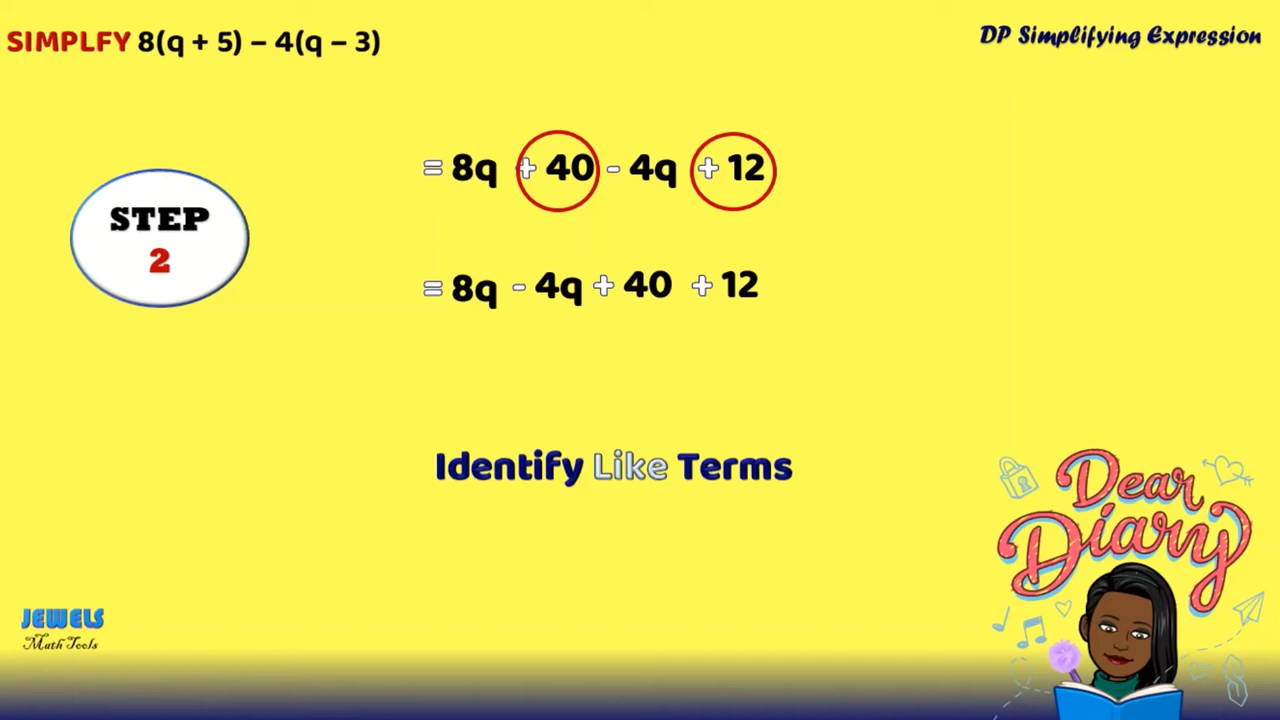 SIMPLFY 8(q + 5) – 4(q – 3)
DP Simplifying Expression
= 8q + 40 - 4q + 12
STEP
2
= 8q - 4q + 40 + 12
Identify Like Terms
Dear
Diary
JEWELS
Math Tools